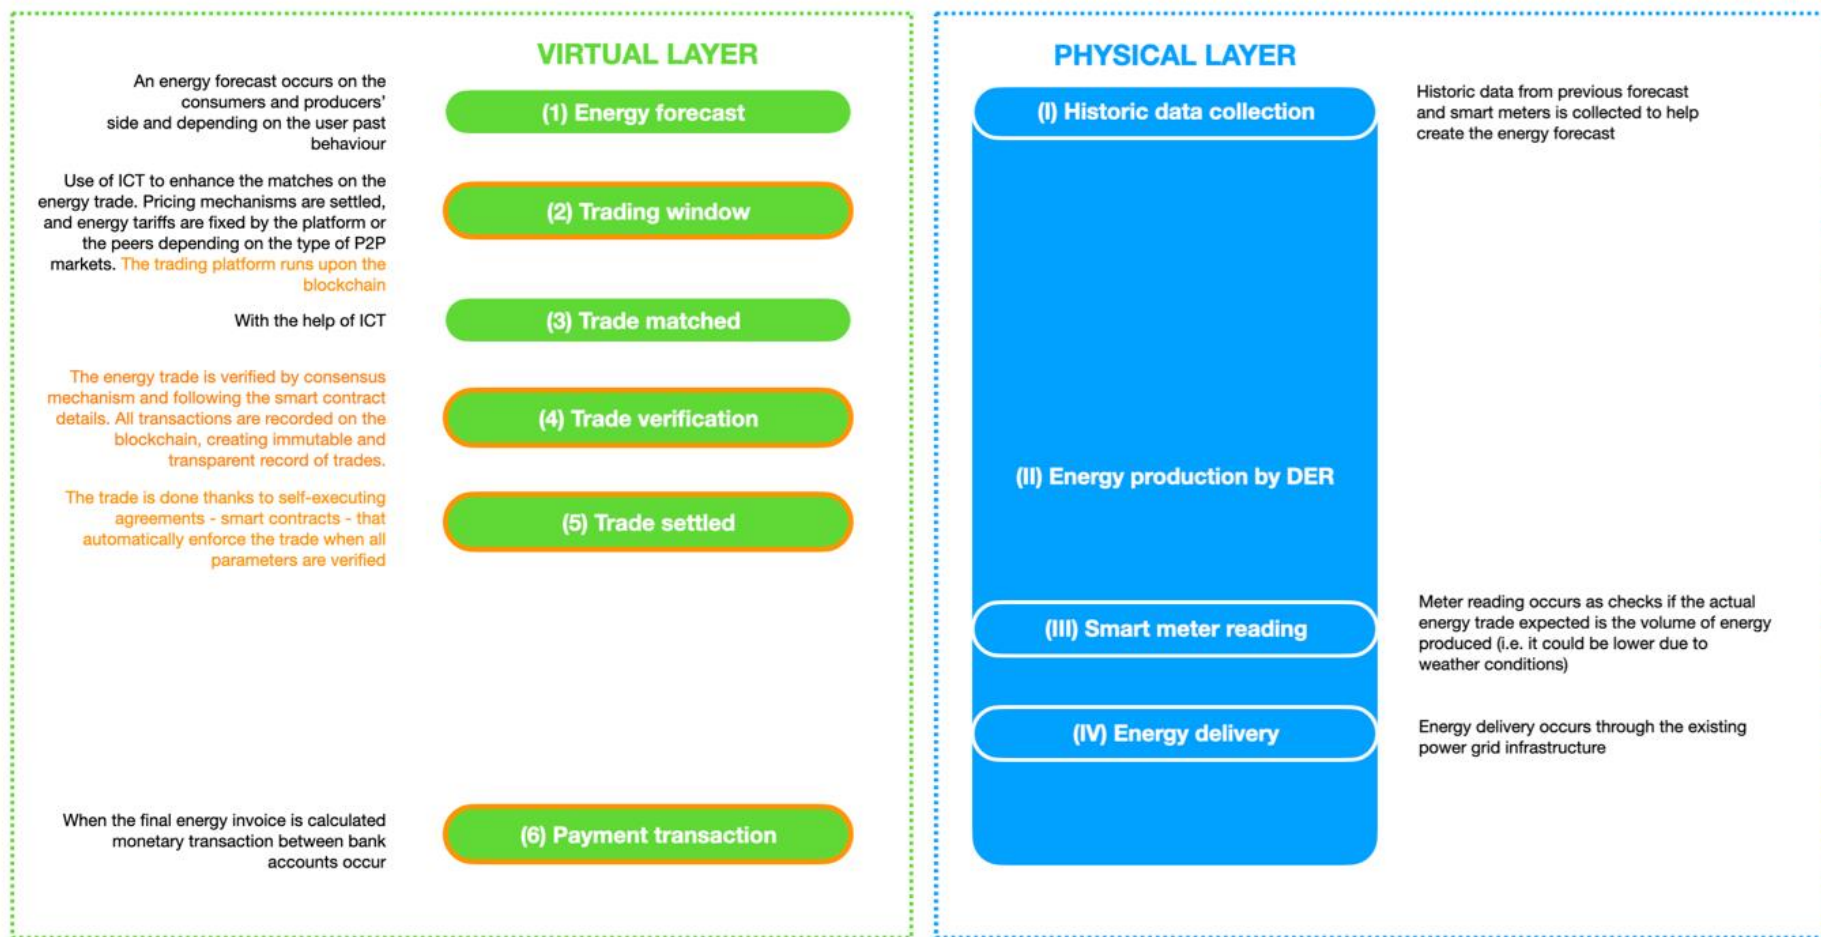 VIRTUAL LAYER
An energy forecast occurs on the
consumers and producers'
side and depending on the user past
behaviour
(1) Energy forecast
Use of ICT to enhance the matches on the
energy trade. Pricing mechanisms are settled,
and energy tariffs are fixed by the platform or
the peers depending on the type of P2P
markets. The trading platform runs upon the
blockchain
(2) Trading window
With the help of ICT
(3) Trade matched
The energy trade is verified by consensus
mechanism and following the smart contract
details. All transactions are recorded on the
blockchain, creating immutable and
transparent record of trades.
(4) Trade verification
The trade is done thanks to self-executing
agreements - smart contracts - that
automatically enforce the trade when all
parameters are verified
(5) Trade settled
When the final energy invoice is calculated
monetary transaction between bank
accounts occur
(6) Payment transaction
PHYSICAL LAYER
(I) Historic data collection
Historic data from previous forecast
and smart meters is collected to help
create the energy forecast
(II) Energy production by DER
(III) Smart meter reading
Meter reading occurs as checks if the actual
energy trade expected is the volume of energy
produced (i.e. it could be lower due to
weather conditions)
(IV) Energy delivery
Energy delivery occurs through the existing
power grid infrastructure